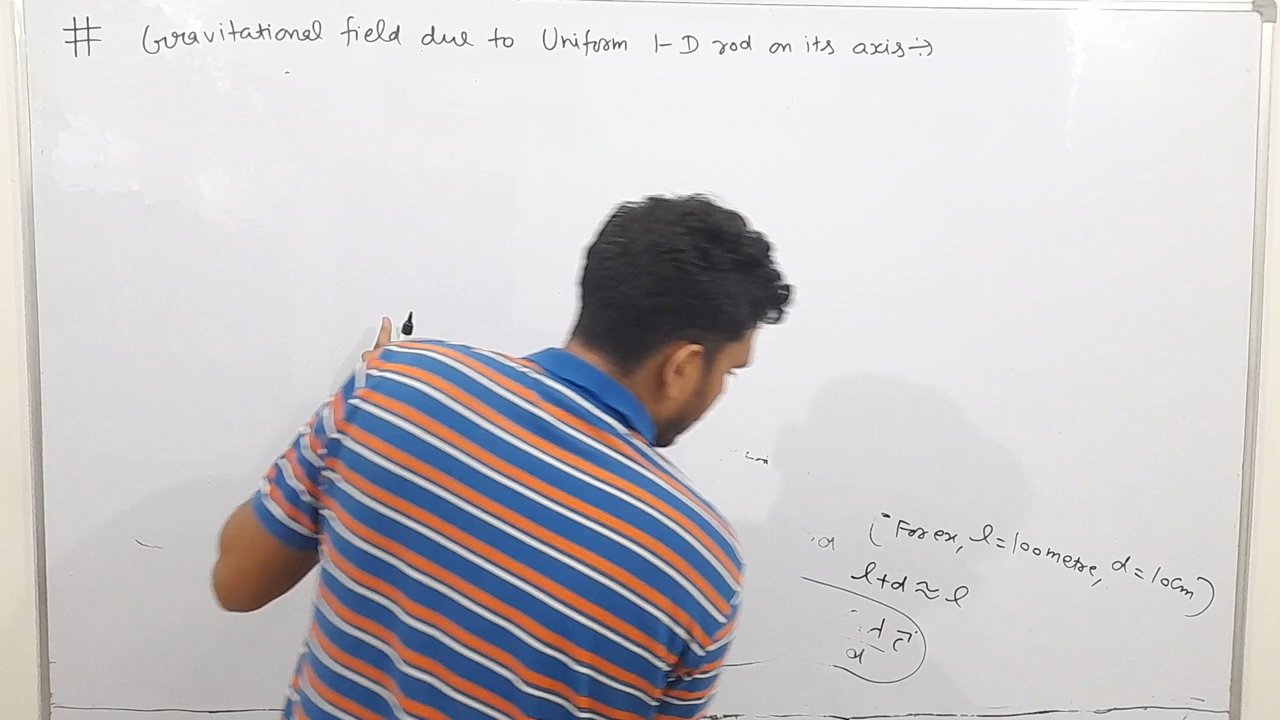 # Gravitational field due to Uniform 1-D rod on its axis :→
(For ex, l = 100 metre, d = 10cm)
l+d ≈ l